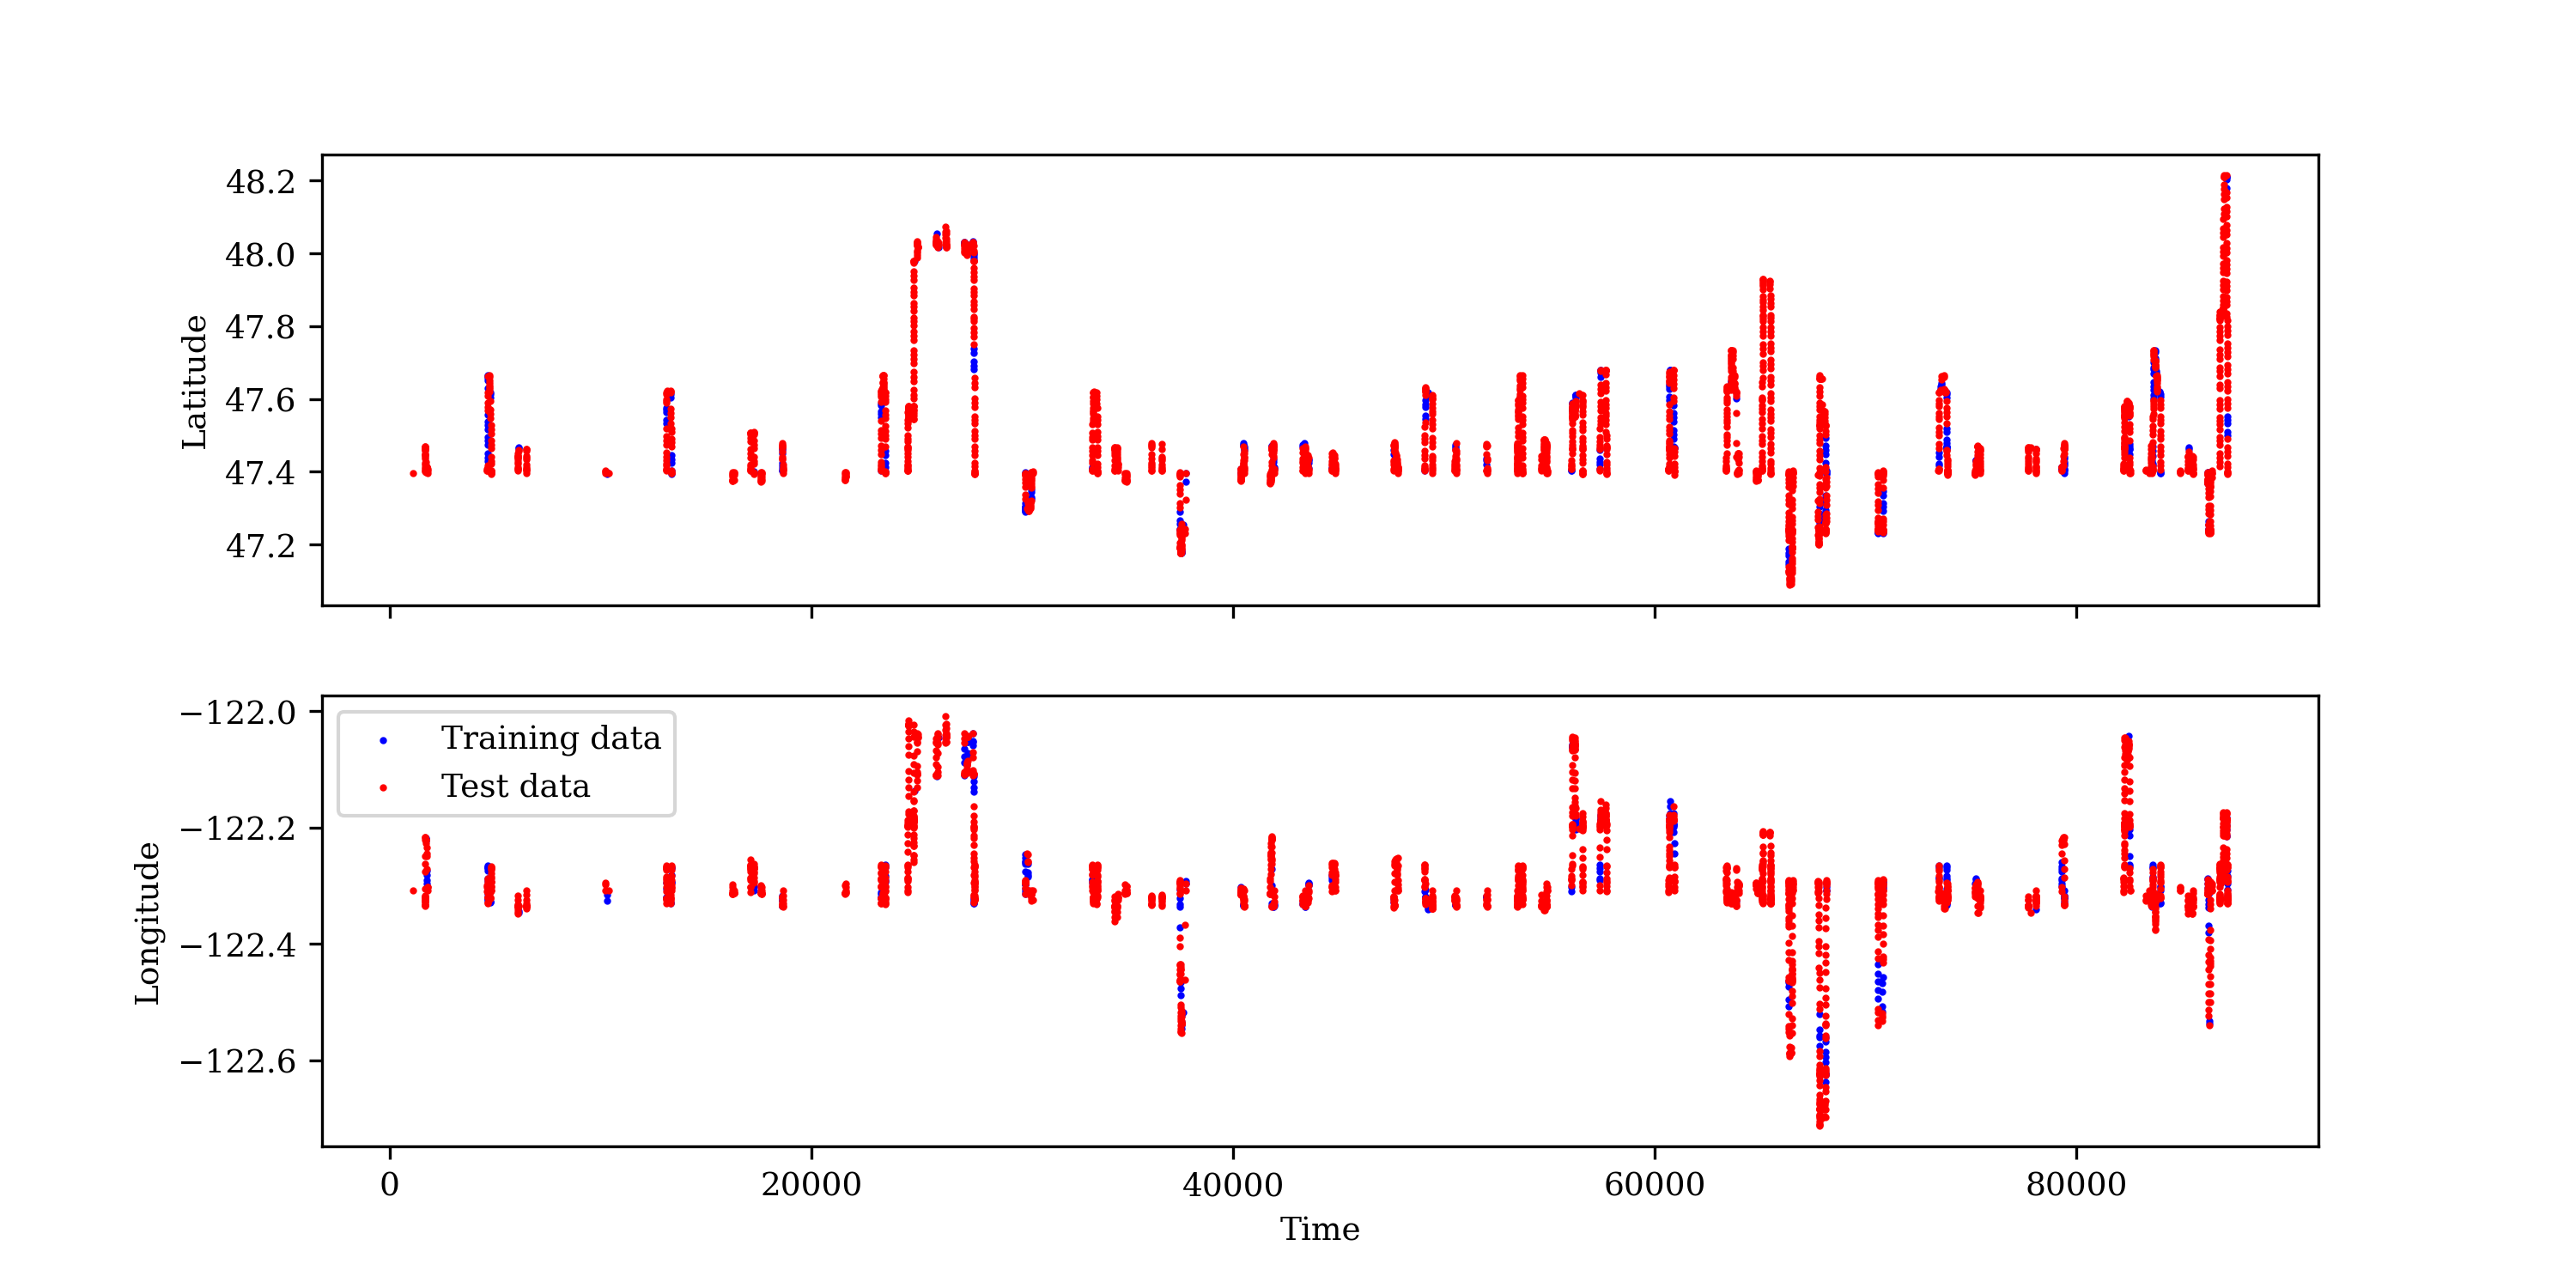 Latitude
48.2
48.0
47.8
47.6
47.4
47.2
Longitude
−122.0
−122.2
−122.4
−122.6
Training data
Test data
0 20000 40000 60000 80000
Time